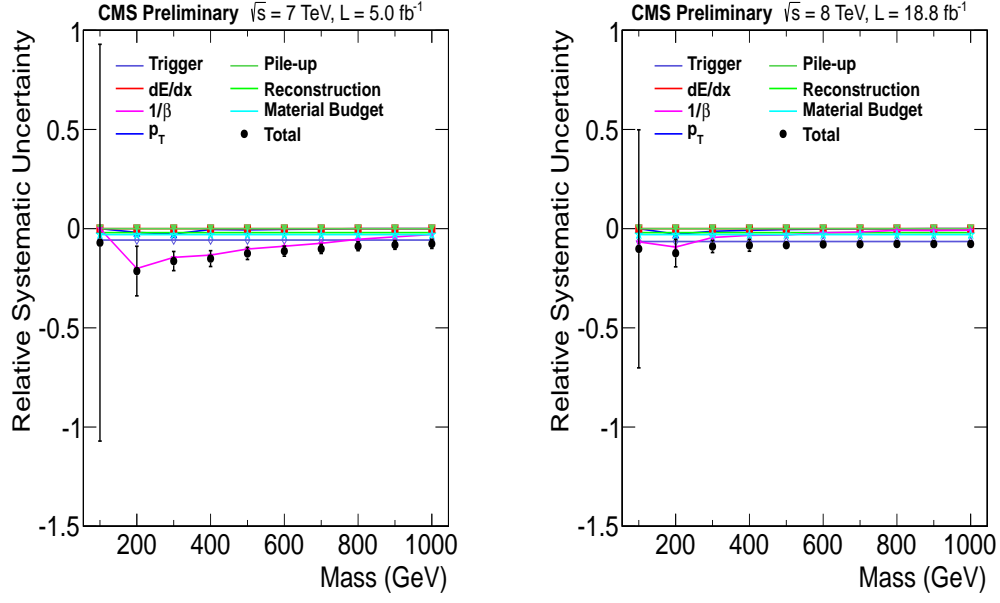 CMS Preliminary √s = 7 TeV, L = 5.0 fb⁻¹
Relative Systematic Uncertainty
1
0.5
0
-0.5
-1
-1.5
Trigger
dE/dx
1/β
p_T
Pile-up
Reconstruction
Material Budget
Total
200 400 600 800 1000
Mass (GeV)
CMS Preliminary √s = 8 TeV, L = 18.8 fb⁻¹
Relative Systematic Uncertainty
1
0.5
0
-0.5
-1
-1.5
Trigger
dE/dx
1/β
p_T
Pile-up
Reconstruction
Material Budget
Total
200 400 600 800 1000
Mass (GeV)